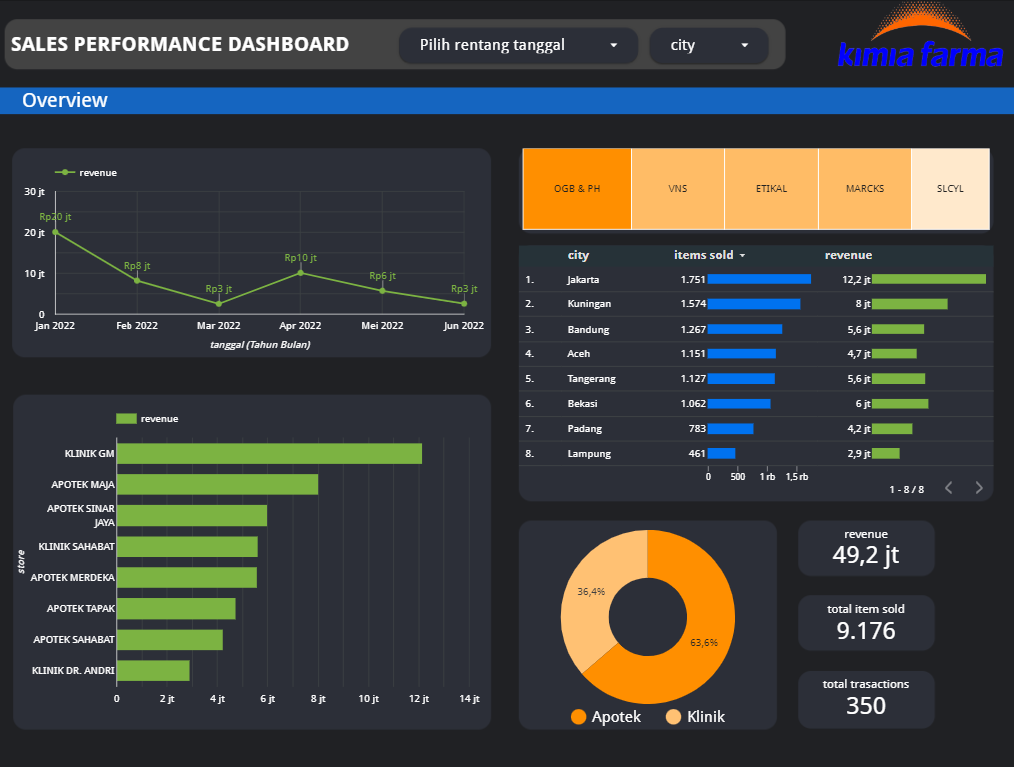 SALES PERFORMANCE DASHBOARD
Pilih rentang tanggal
city
kimia farma
Overview
revenue
30 jt
20 jt
10 jt
0
Rp20 jt
Rp8 jt
Rp3 jt
Rp10 jt
Rp6 jt
Rp3 jt
Jan 2022 Feb 2022 Mar 2022 Apr 2022 Mei 2022 Jun 2022
tanggal (Tahun Bulan)
OGB & PH VNS ETIKAL MARCKS SLCYL
city items sold revenue
1. Jakarta 1.751 12,2 jt
2. Kuningan 1.574 8 jt
3. Bandung 1.267 5,6 jt
4. Aceh 1.151 4,7 jt
5. Tangerang 1.127 5,6 jt
6. Bekasi 1.062 6 jt
7. Padang 783 4,2 jt
8. Lampung 461 2,9 jt
0 500 1 rb 1,5 rb
1 - 8 / 8
revenue
store
KLINIK GM
APOTEK MAJA
APOTEK SINAR
JAYA
KLINIK SAHABAT
APOTEK MERDEKA
APOTEK TAPAK
APOTEK SAHABAT
KLINIK DR. ANDRI
0 2 jt 4 jt 6 jt 8 jt 10 jt 12 jt 14 jt
36,4%
63,6%
Apotek Klinik
revenue
49,2 jt
total item sold
9.176
total trasactions
350